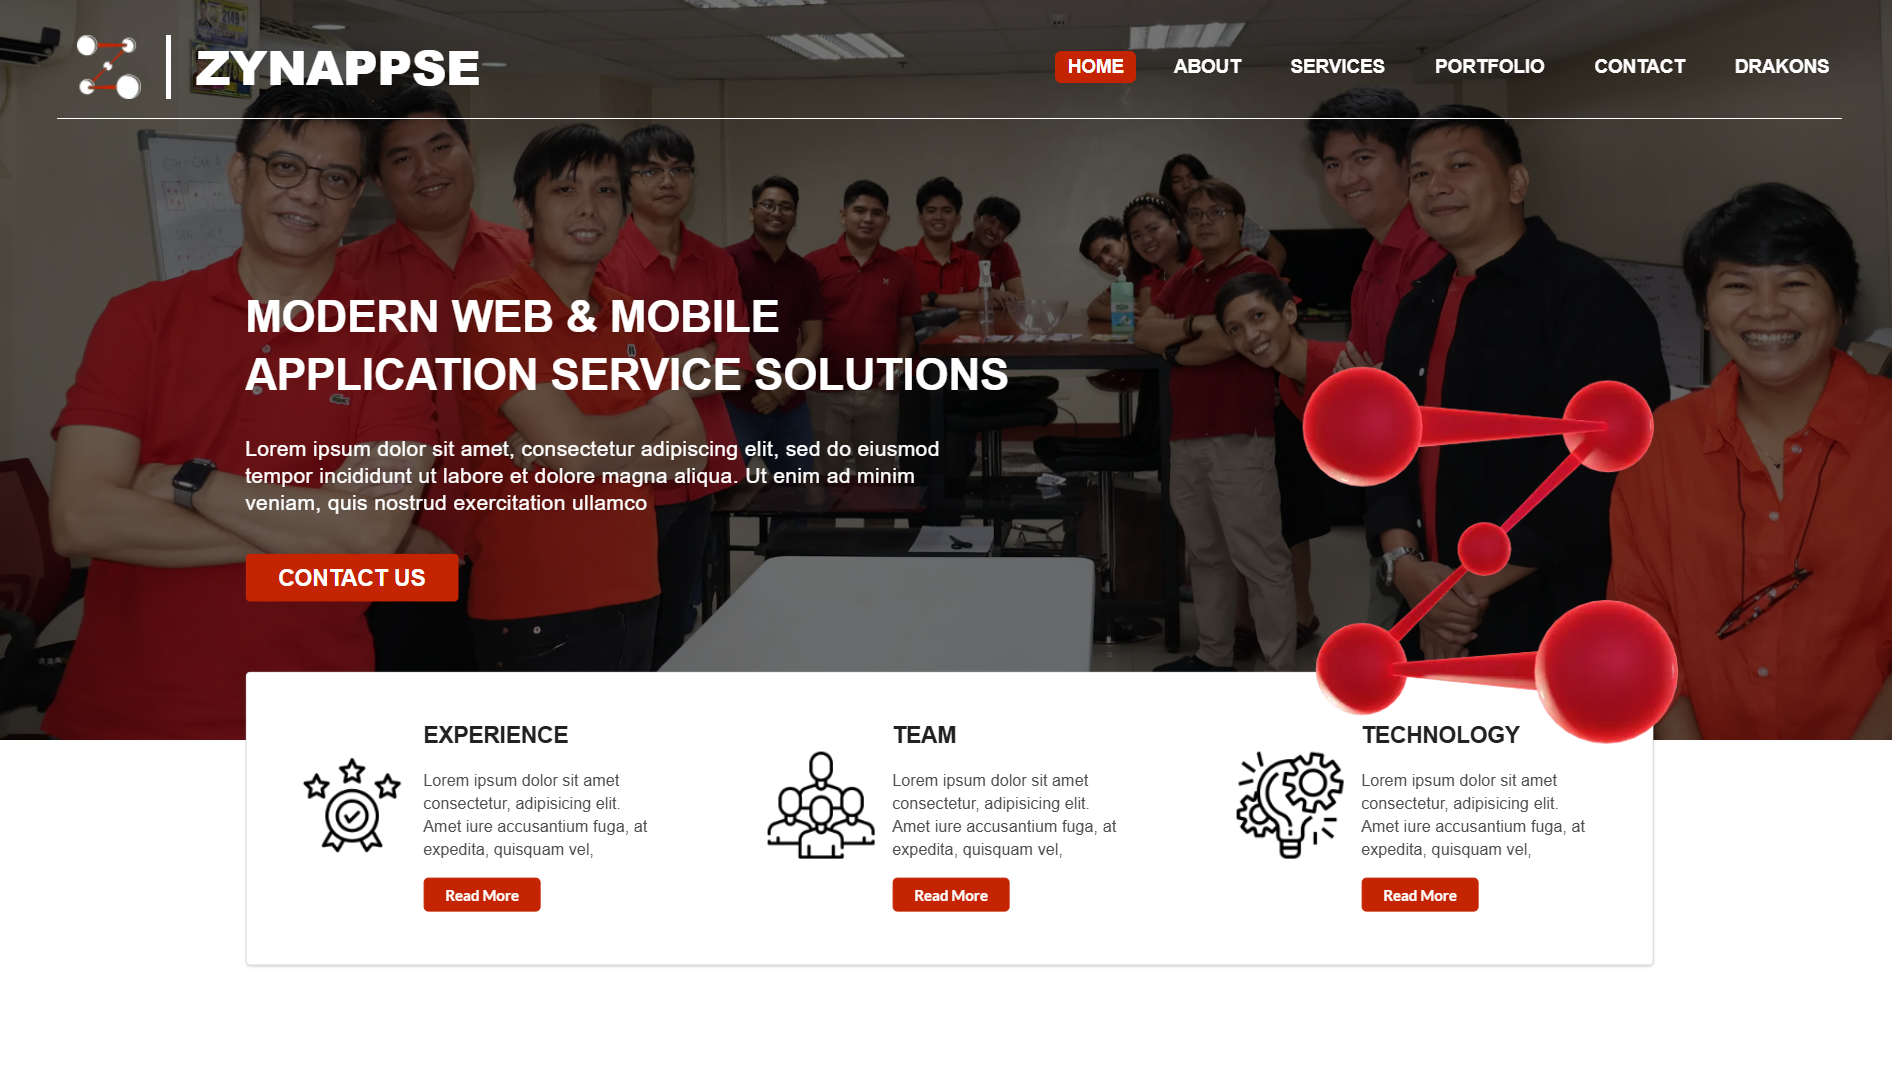 ZYNAPPSE
HOME ABOUT SERVICES PORTFOLIO CONTACT DRAKONS
2149
MODERN WEB & MOBILE
APPLICATION SERVICE SOLUTIONS
Lorem ipsum dolor sit amet, consectetur adipiscing elit, sed do eiusmod
tempor incididunt ut labore et dolore magna aliqua. Ut enim ad minim
veniam, quis nostrud exercitation ullamco
CONTACT US
EXPERIENCE
Lorem ipsum dolor sit amet
consectetur, adipisicing elit.
Amet iure accusantium fuga, at
expedita, quisquam vel,
Read More
TEAM
Lorem ipsum dolor sit amet
consectetur, adipisicing elit.
Amet iure accusantium fuga, at
expedita, quisquam vel,
Read More
TECHNOLOGY
Lorem ipsum dolor sit amet
consectetur, adipisicing elit.
Amet iure accusantium fuga, at
expedita, quisquam vel,
Read More